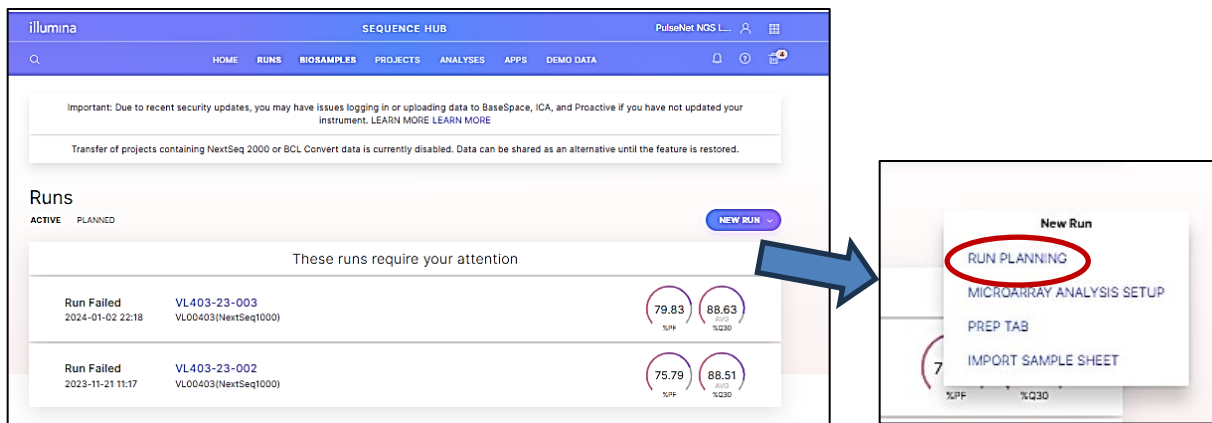 illumina
SEQUENCE HUB
PulseNet NGS L...
HOME RUNS BIOSAMPLES PROJECTS ANALYSES APPS DEMO DATA
4
Important: Due to recent security updates, you may have issues logging in or uploading data to BaseSpace, ICA, and Proactive if you have not updated your
instrument. LEARN MORE LEARN MORE
Transfer of projects containing NextSeq 2000 or BCL Convert data is currently disabled. Data can be shared as an alternative until the feature is restored.
Runs
ACTIVE PLANNED
NEW RUN
These runs require your attention
Run Failed VL403-23-003
2024-01-02 22:18 VL00403(NextSeq1000)
79.83 88.63
AVG
%PF %Q30
Run Failed VL403-23-002
2023-11-21 11:17 VL00403(NextSeq1000)
75.79 88.51
AVG
%PF %Q30
New Run
RUN PLANNING
MICROARRAY ANALYSIS SETUP
PREP TAB
IMPORT SAMPLE SHEET
7
%PF %Q30